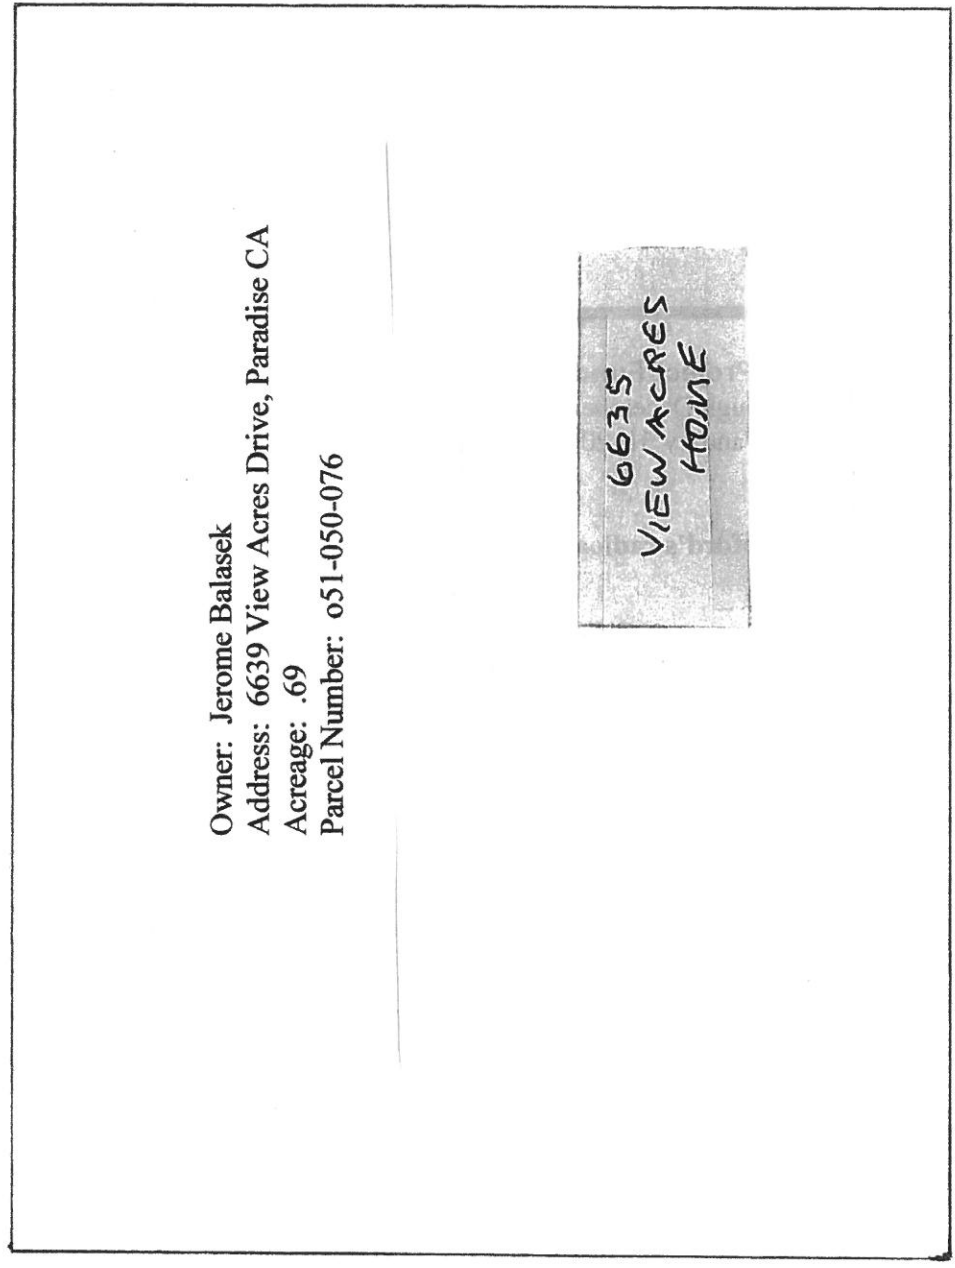 Owner: Jerome Balasek
Address: 6639 View Acres Drive, Paradise CA
Acreage: .69
Parcel Number: o51-050-076
6635
VIEW ACRES
HOME